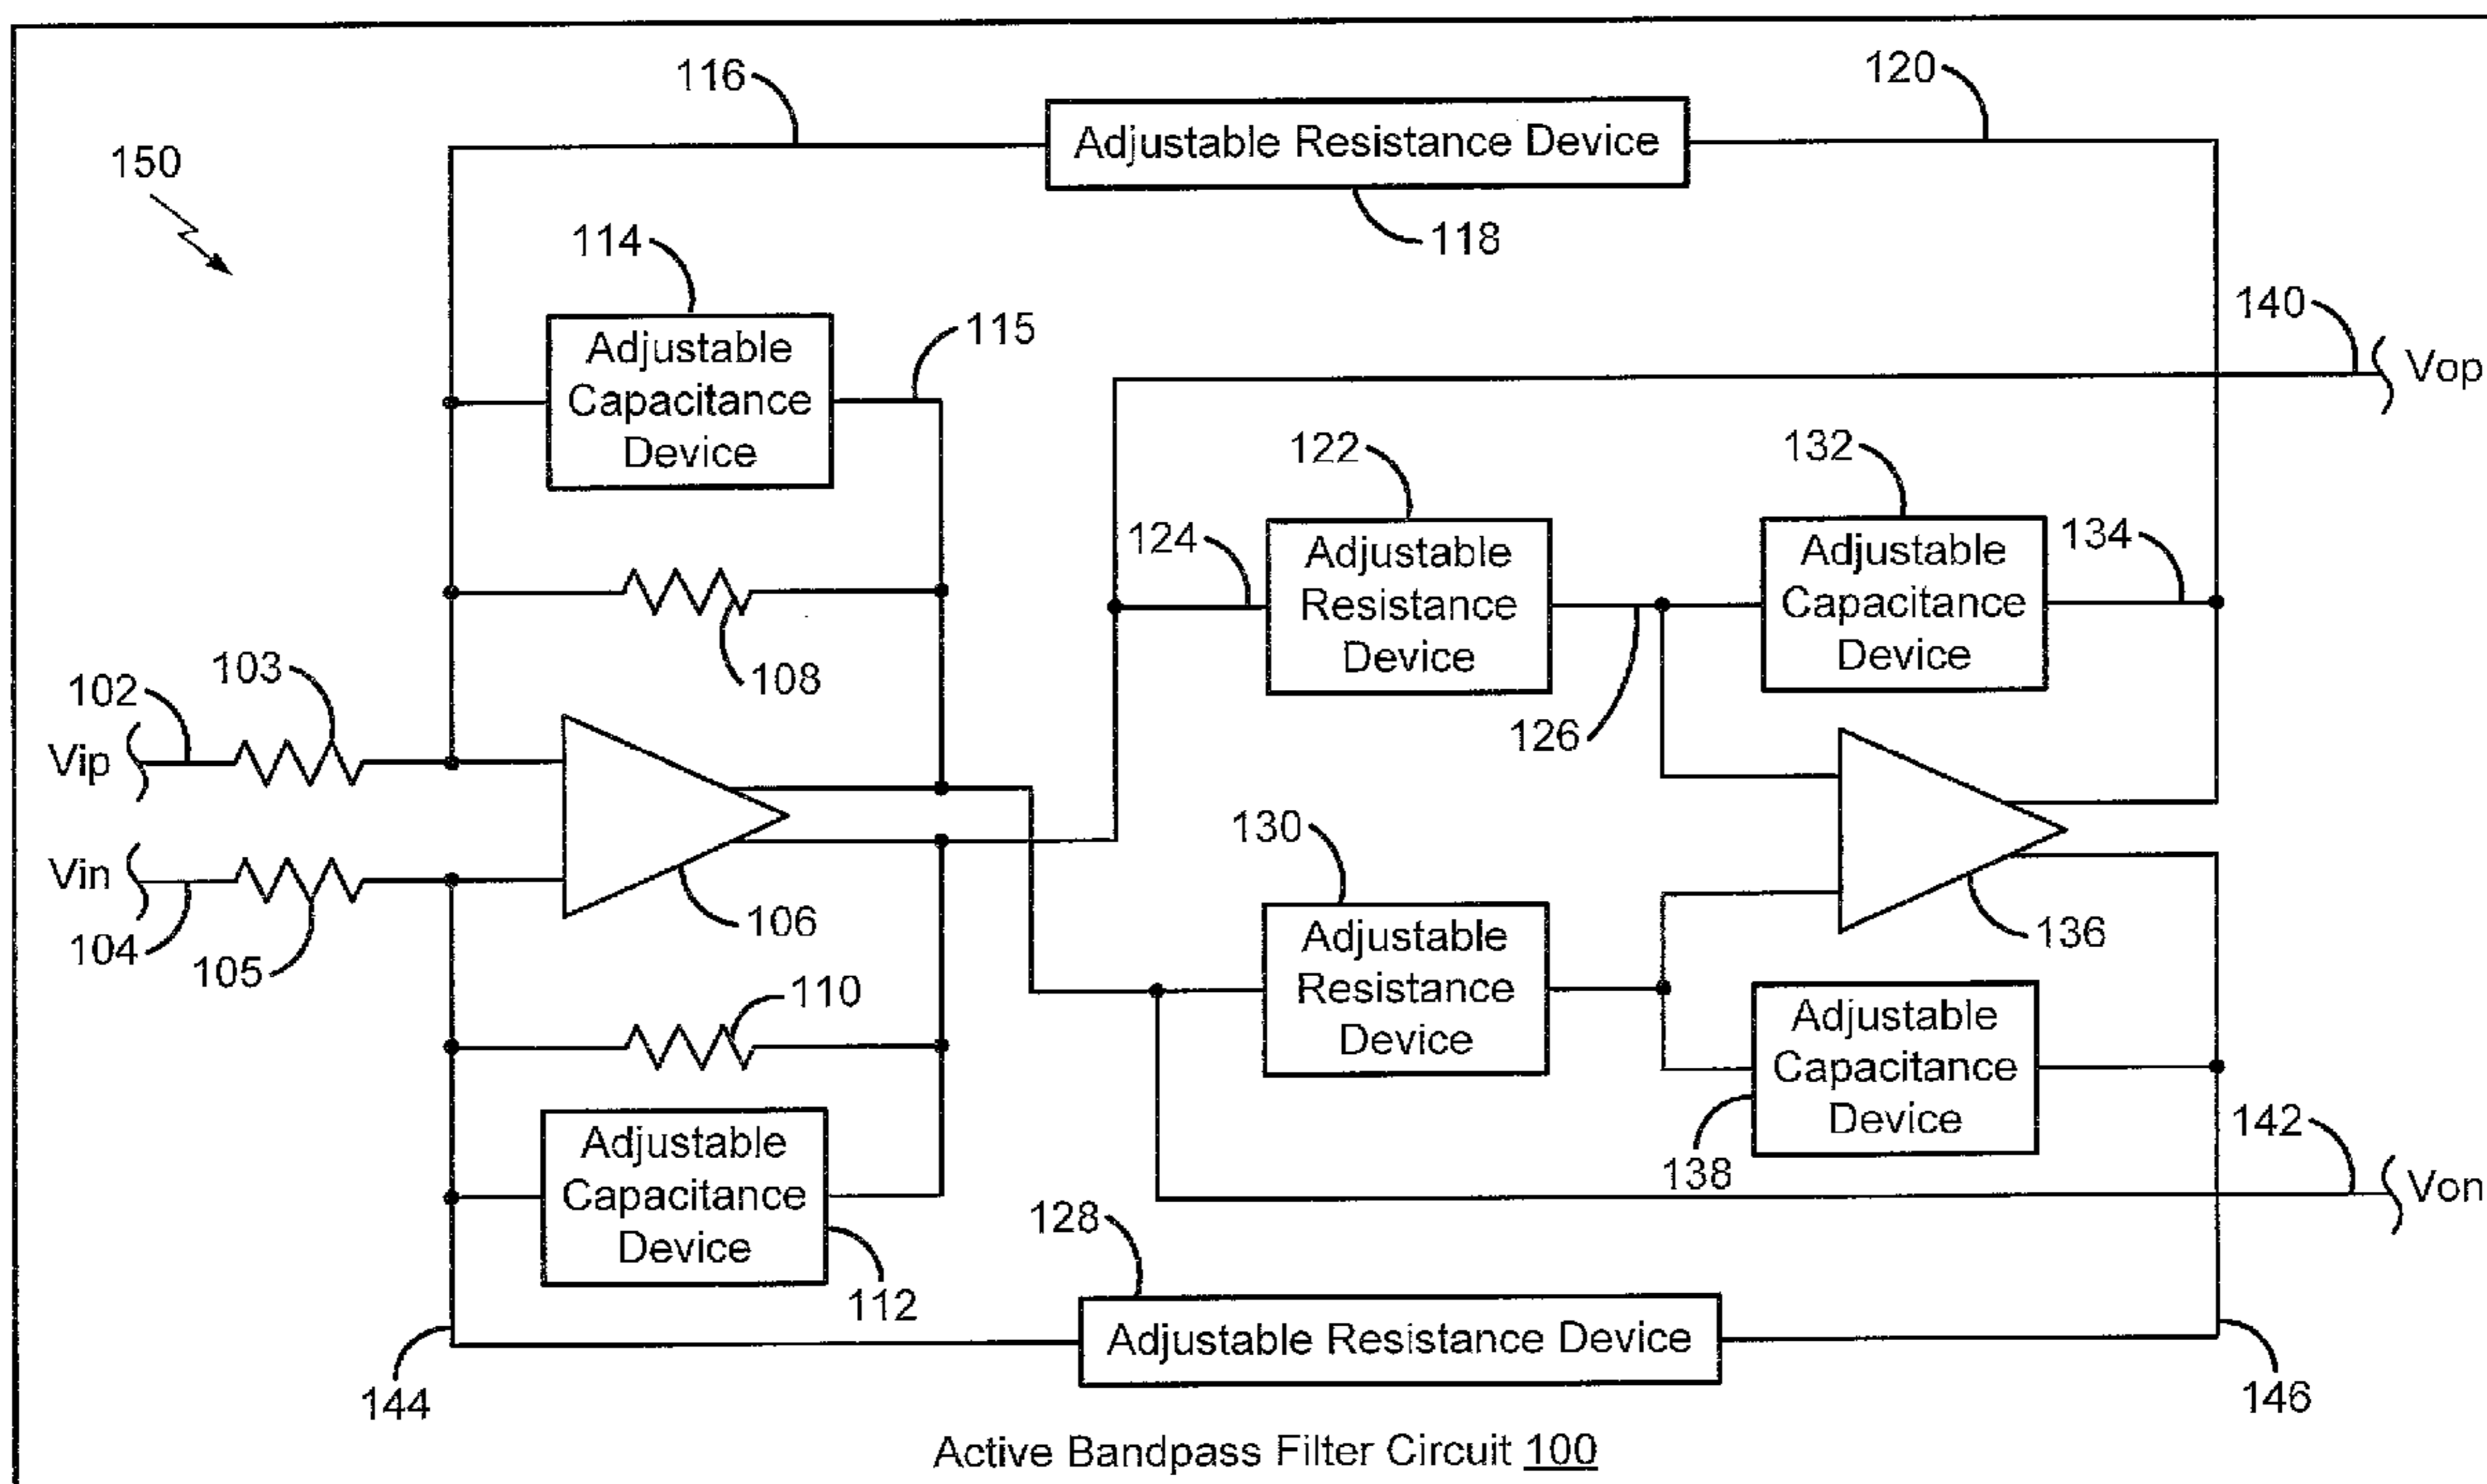 116
120
Adjustable Resistance Device
150
118
114
140
115
Adjustable
Capacitance
Device
Vop
122
132
124
134
Adjustable
Resistance
Device
Adjustable
Capacitance
Device
103
108
102
126
Vip
130
Vin
106
136
104
105
Adjustable
Resistance
Device
110
Adjustable
Capacitance
Device
142
138
Adjustable
Capacitance
Device
Von
128
112
Adjustable Resistance Device
144
146
Active Bandpass Filter Circuit 100